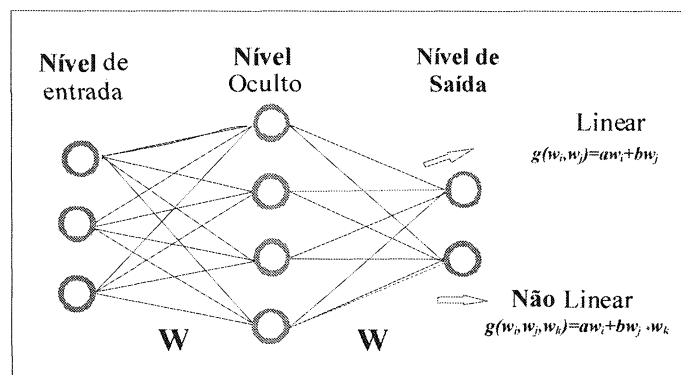 Nível de
entrada
Nível
Oculto
Nível de
Saída
Linear
g(wᵢ,wⱼ)=awᵢ+bwⱼ
Não Linear
g(wᵢ,wⱼ,wₖ)=awᵢ+bwⱼ·wₖ
W
W